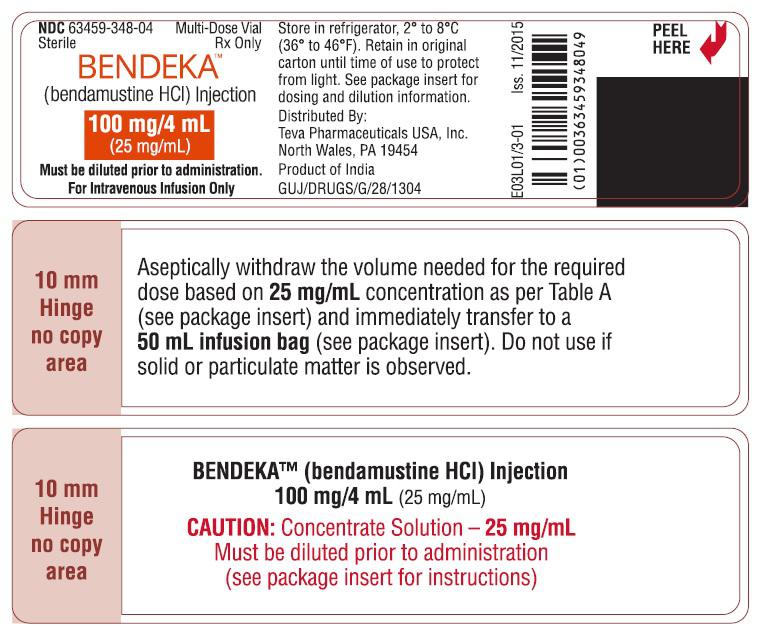 NDC 63459-348-04 Multi-Dose Vial
Sterile Rx Only
BENDEKA™
(bendamustine HCl) Injection
100 mg/4 mL
(25 mg/mL)
Must be diluted prior to administration.
For Intravenous Infusion Only
Store in refrigerator, 2° to 8°C
(36° to 46°F). Retain in original
carton until time of use to protect
from light. See package insert for
dosing and dilution information.
Distributed By:
Teva Pharmaceuticals USA, Inc.
North Wales, PA 19454
Product of India
GUJ/DRUGS/G/28/1304
E03L01/3-01 Iss. 11/2015
(01)00363459348049
PEEL
HERE
10 mm
Hinge
no copy
area
Aseptically withdraw the volume needed for the required
dose based on 25 mg/mL concentration as per Table A
(see package insert) and immediately transfer to a
50 mL infusion bag (see package insert). Do not use if
solid or particulate matter is observed.
10 mm
Hinge
no copy
area
BENDEKA™ (bendamustine HCl) Injection
100 mg/4 mL (25 mg/mL)
CAUTION: Concentrate Solution – 25 mg/mL
Must be diluted prior to administration
(see package insert for instructions)